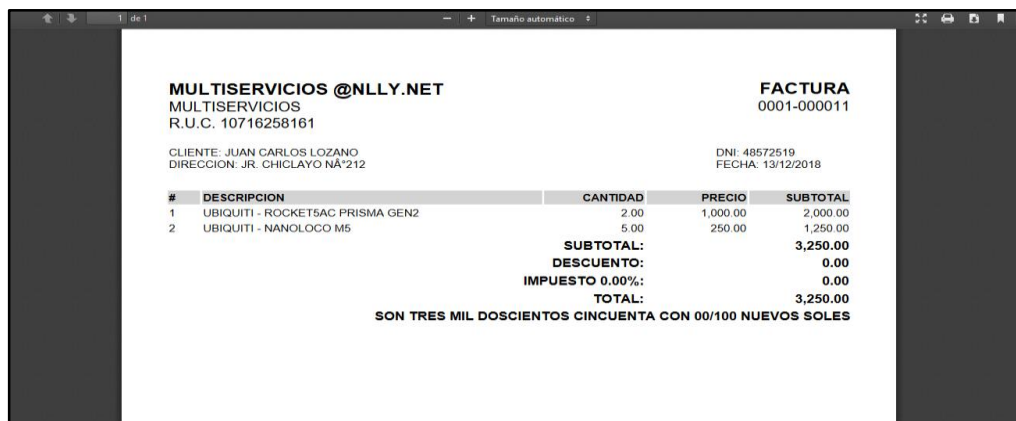 1 de 1 — + Tamaño automático
MULTISERVICIOS @NLLY.NET
MULTISERVICIOS
R.U.C. 10716258161
FACTURA
0001-000011
CLIENTE: JUAN CARLOS LOZANO
DIRECCION: JR. CHICLAYO NÂ°212
DNI: 48572519
FECHA: 13/12/2018
# DESCRIPCION CANTIDAD PRECIO SUBTOTAL
1 UBIQUITI - ROCKET5AC PRISMA GEN2 2.00 1,000.00 2,000.00
2 UBIQUITI - NANOLOCO M5 5.00 250.00 1,250.00
SUBTOTAL: 3,250.00
DESCUENTO: 0.00
IMPUESTO 0.00%: 0.00
TOTAL: 3,250.00
SON TRES MIL DOSCIENTOS CINCUENTA CON 00/100 NUEVOS SOLES